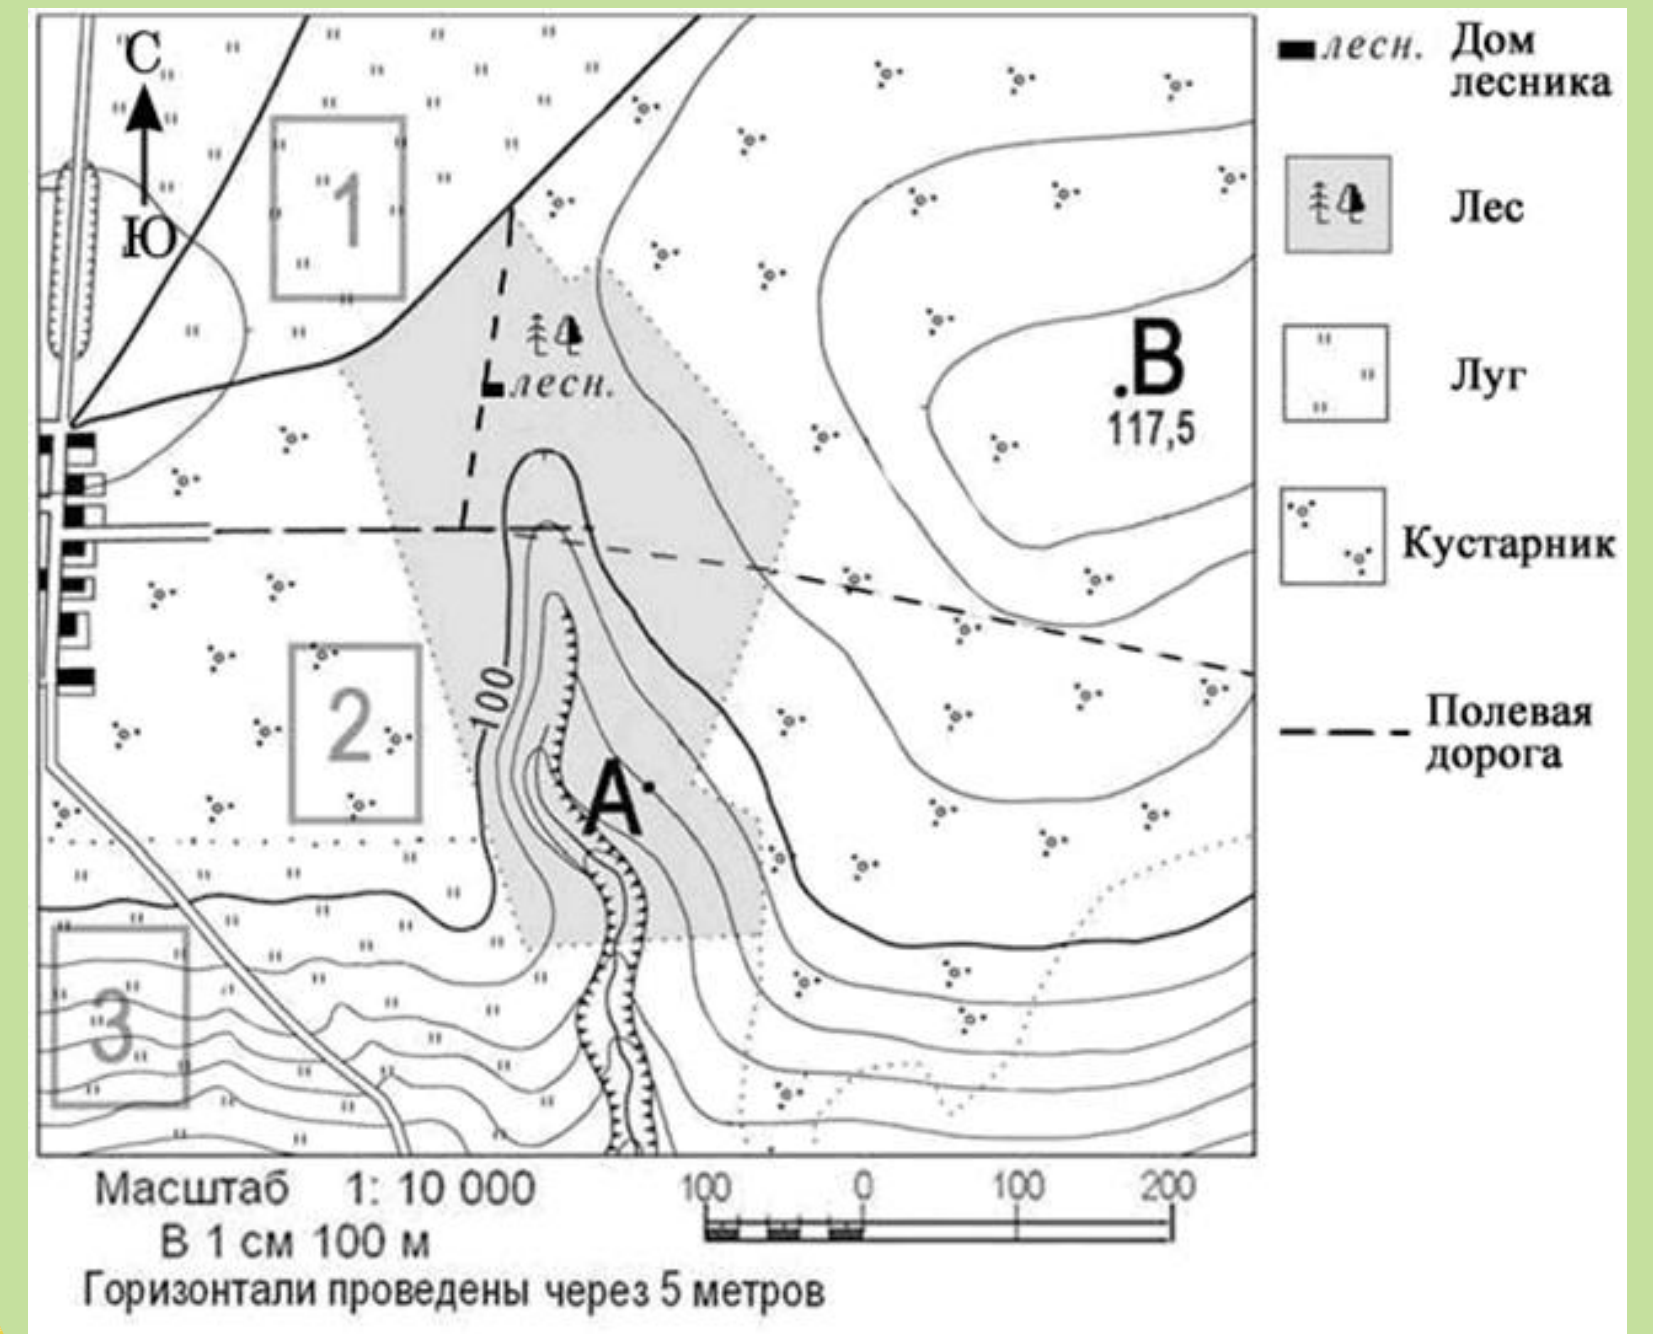 С
Ю
1
лесн.
.В
117,5
100
2
А
3
лесн. Дом
лесника
Лес
Луг
Кустарник
Полевая
дорога
Масштаб 1: 10 000
В 1 см 100 м
Горизонтали проведены через 5 метров
100 0 100 200